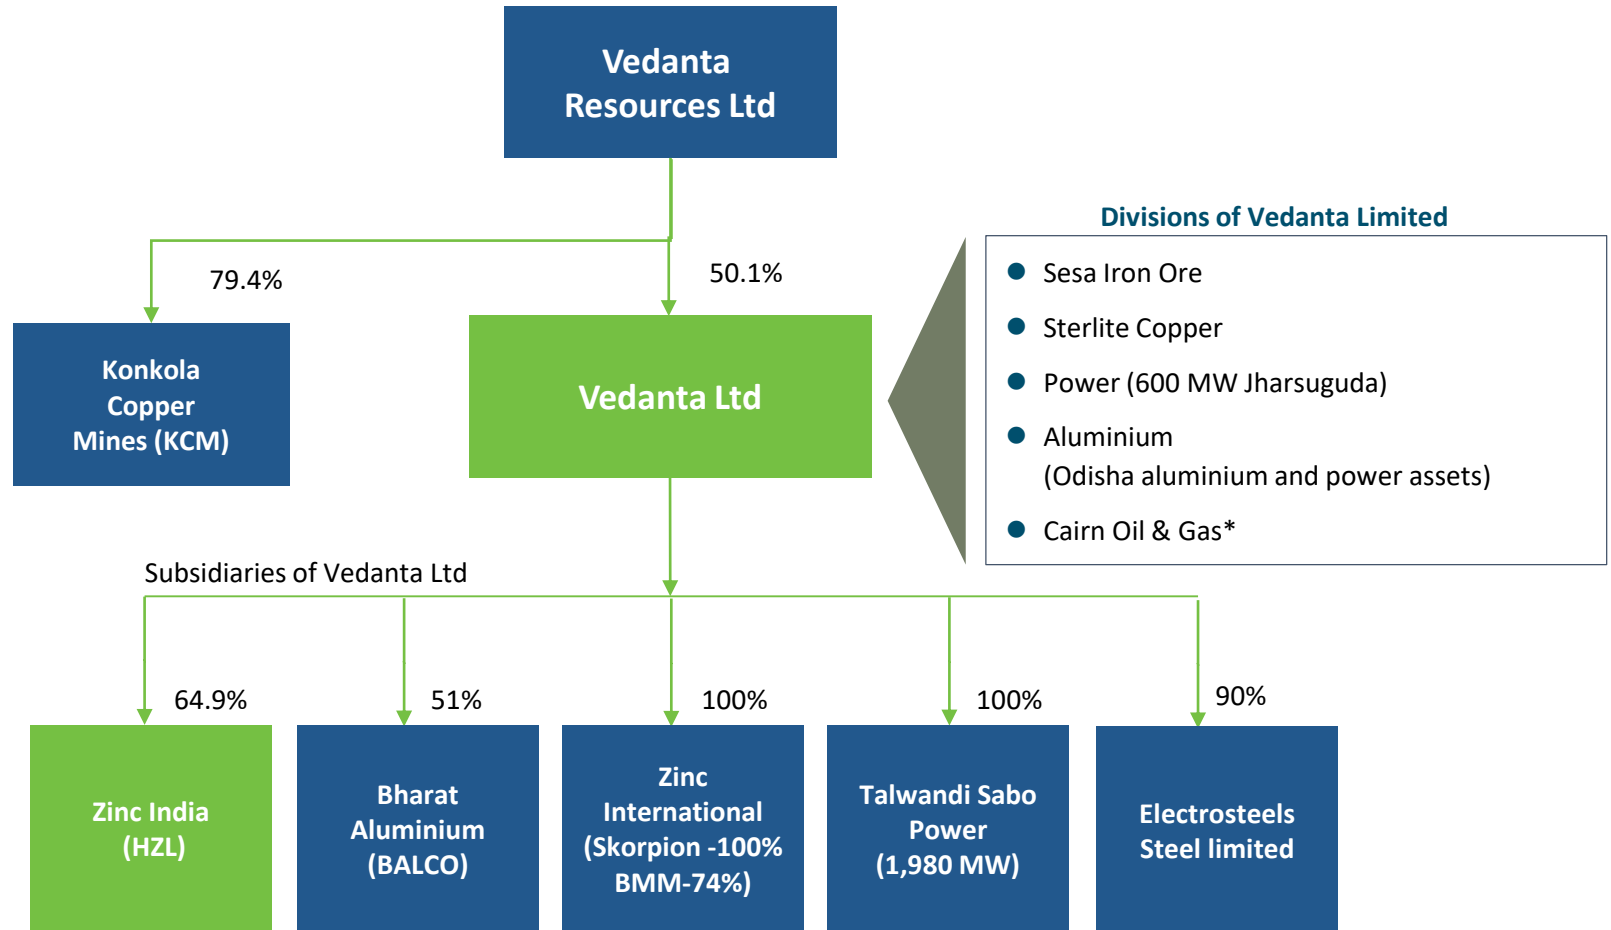 Vedanta
Resources Ltd
Divisions of Vedanta Limited
79.4%
50.1%
Sesa Iron Ore
Sterlite Copper
Power (600 MW Jharsuguda)
Aluminium
(Odisha aluminium and power assets)
Cairn Oil & Gas*
Konkola
Copper
Mines (KCM)
Vedanta Ltd
Subsidiaries of Vedanta Ltd
64.9%
51%
100%
100%
90%
Zinc India
(HZL)
Bharat
Aluminium
(BALCO)
Zinc
International
(Skorpion -100%
BMM-74%)
Talwandi Sabo
Power
(1,980 MW)
Electrosteels
Steel limited